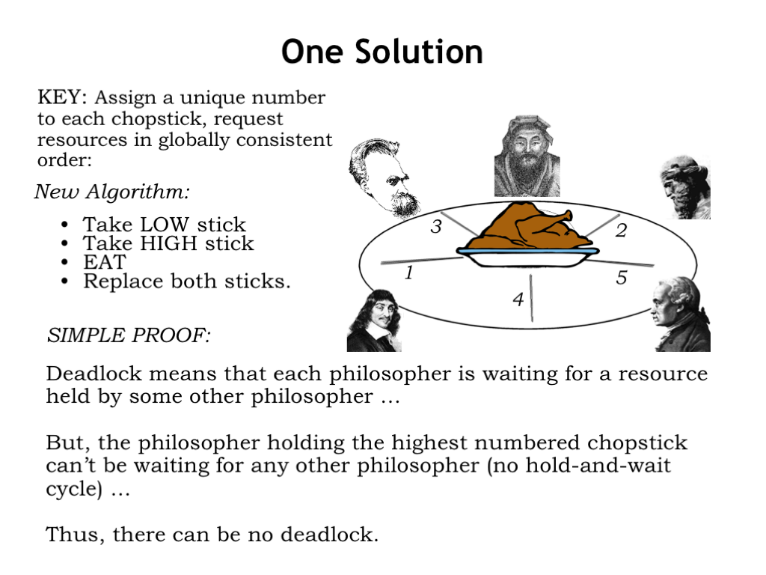 One Solution
KEY: Assign a unique number
to each chopstick, request
resources in globally consistent
order:
New Algorithm:
• Take LOW stick
• Take HIGH stick
• EAT
• Replace both sticks.
3
2
1
5
4
SIMPLE PROOF:
Deadlock means that each philosopher is waiting for a resource
held by some other philosopher …
But, the philosopher holding the highest numbered chopstick
can't be waiting for any other philosopher (no hold-and-wait
cycle) …
Thus, there can be no deadlock.